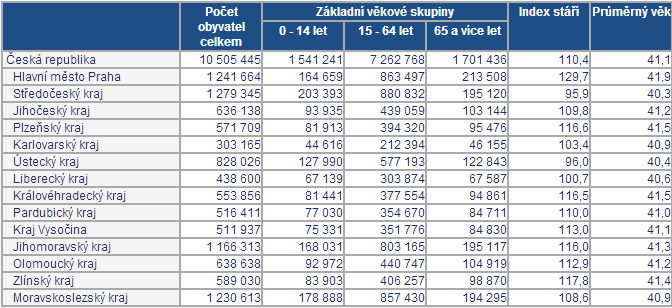 Počet obyvatel celkem Základní věkové skupiny Index stáří Průměrný věk
0 - 14 let 15 - 64 let 65 a více let
Česká republika 10 505 445 1 541 241 7 262 768 1 701 436 110,4 41,1
Hlavní město Praha 1 241 664 164 659 863 497 213 508 129,7 41,9
Středočeský kraj 1 279 345 203 393 880 832 195 120 95,9 40,3
Jihočeský kraj 636 138 93 935 439 059 103 144 109,8 41,2
Plzeňský kraj 571 709 81 913 394 320 95 476 116,6 41,5
Karlovarský kraj 303 165 44 616 212 394 46 155 103,4 40,9
Ústecký kraj 828 026 127 990 577 193 122 843 96,0 40,4
Liberecký kraj 438 600 67 139 303 874 67 587 100,7 40,6
Královéhradecký kraj 553 856 81 441 377 554 94 861 116,5 41,5
Pardubický kraj 516 411 77 030 354 670 84 711 110,0 41,0
Kraj Vysočina 511 937 75 331 351 776 84 830 113,0 41,1
Jihomoravský kraj 1 166 313 168 031 803 165 195 117 116,0 41,3
Olomoucký kraj 638 638 92 972 440 747 104 919 112,9 41,2
Zlínský kraj 589 030 83 903 406 257 98 870 117,8 41,4
Moravskoslezský kraj 1 230 613 178 888 857 430 194 295 108,6 40,9